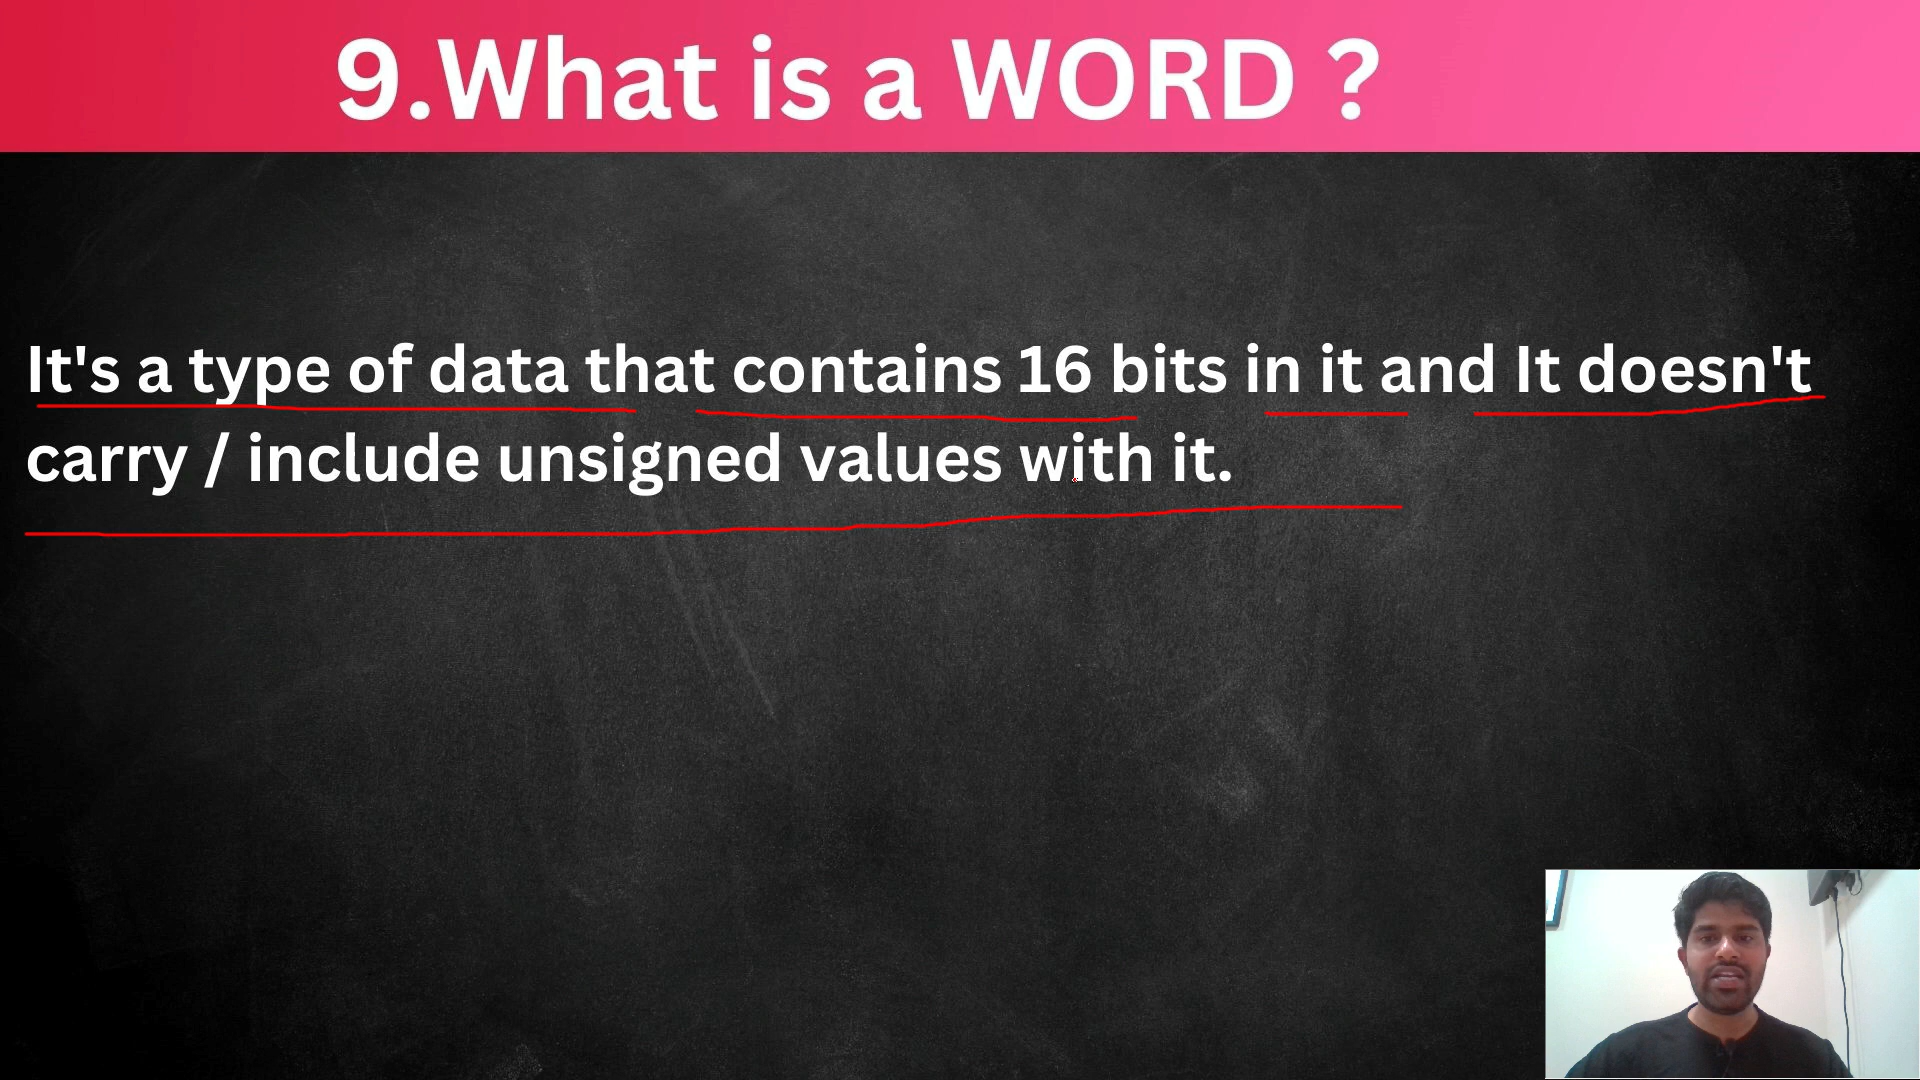 9.What is a WORD ?
It's a type of data that contains 16 bits in it and It doesn't
carry / include unsigned values with it.